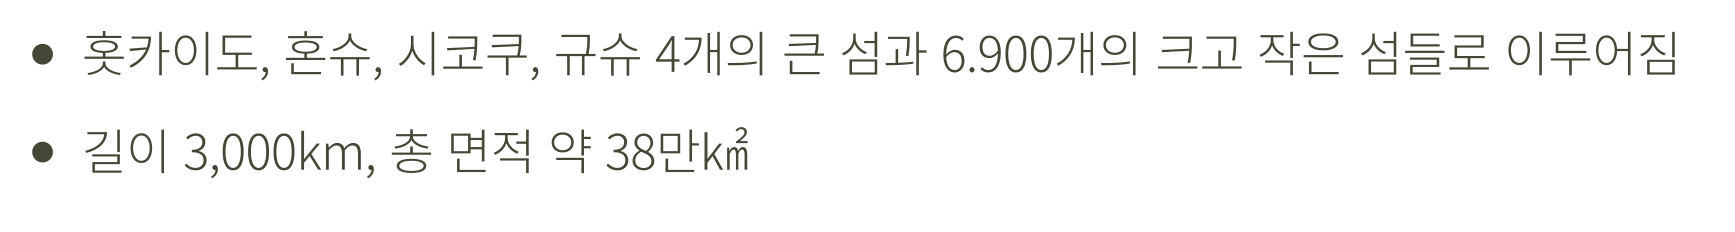 ● 홋카이도, 혼슈, 시코쿠, 규슈 4개의 큰 섬과 6.900개의 크고 작은 섬들로 이루어짐
● 길이 3,000km, 총 면적 약 38만k㎡